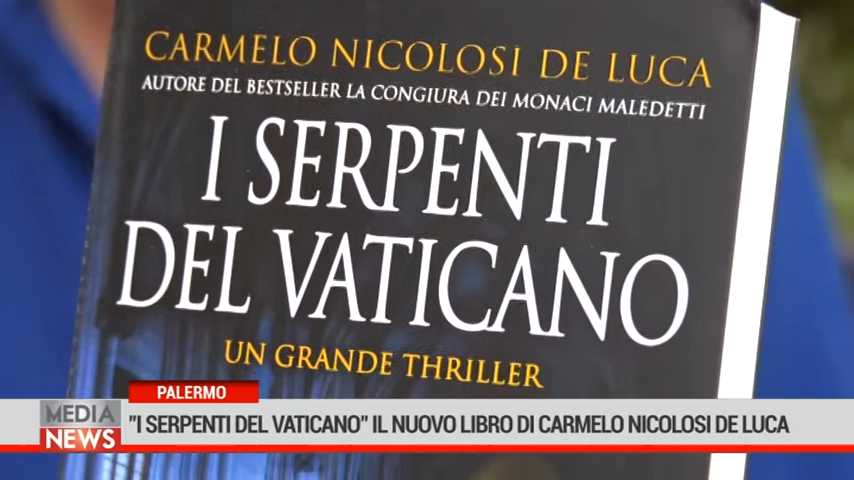 CARMELO NICOLOSI DE LUCA
AUTORE DEL BESTSELLER LA CONGIURA DEI MONACI MALEDETTI
I SERPENTI
DEL VATICANO
UN GRANDE THRILLER
PALERMO
MEDIA
NEWS
"I SERPENTI DEL VATICANO" IL NUOVO LIBRO DI CARMELO NICOLOSI DE LUCA